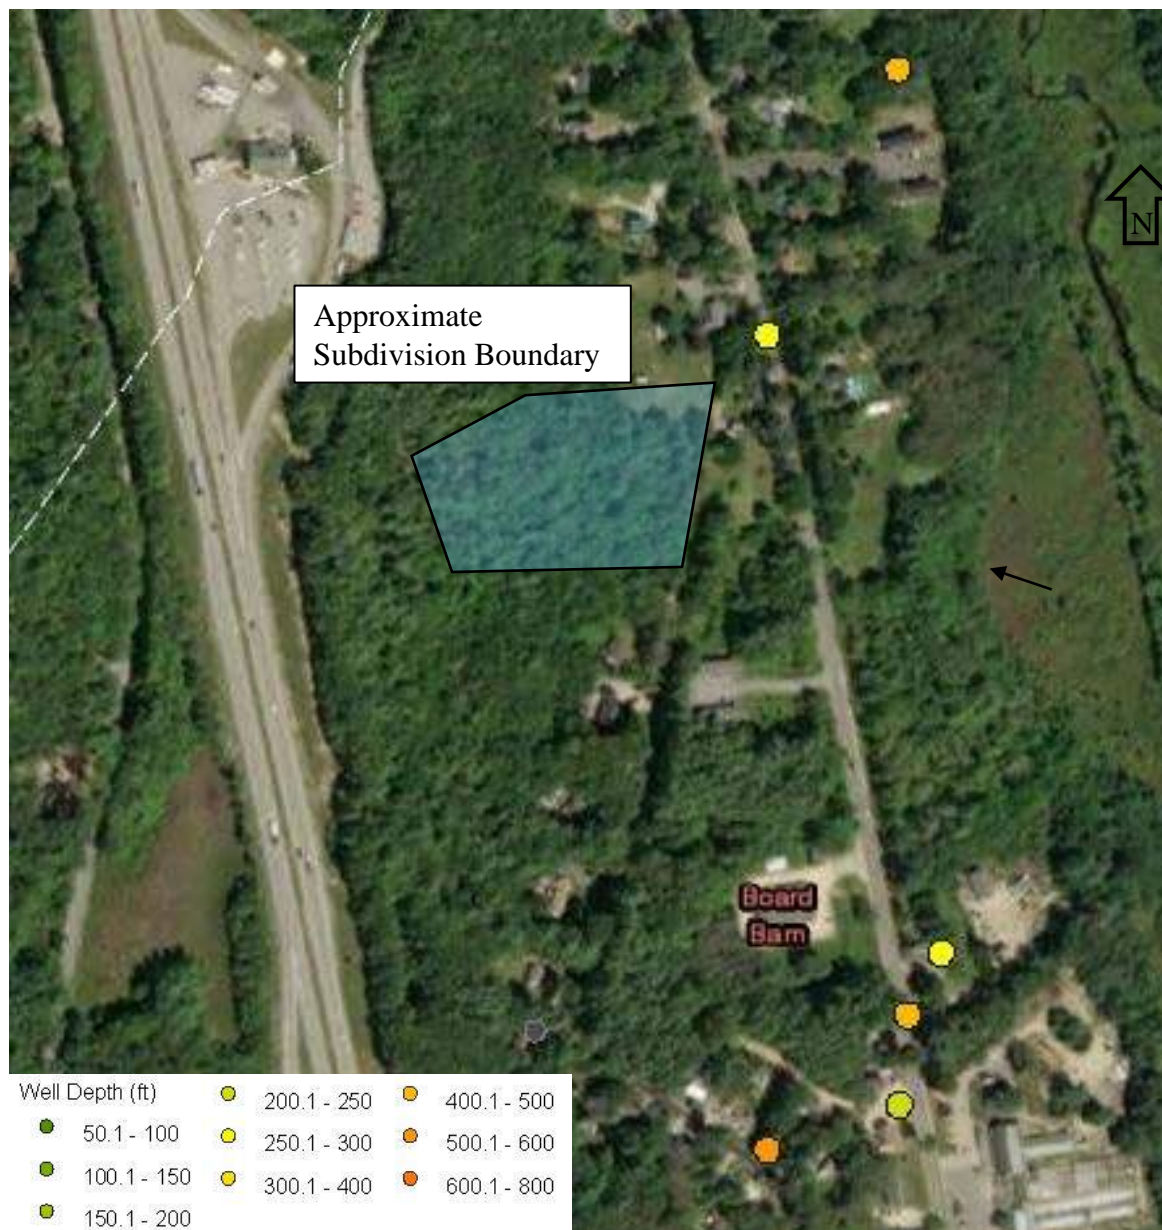 N
Approximate
Subdivision Boundary
Board
Barn
Well Depth (ft)
50.1 - 100
100.1 - 150
150.1 - 200
200.1 - 250
250.1 - 300
300.1 - 400
400.1 - 500
500.1 - 600
600.1 - 800